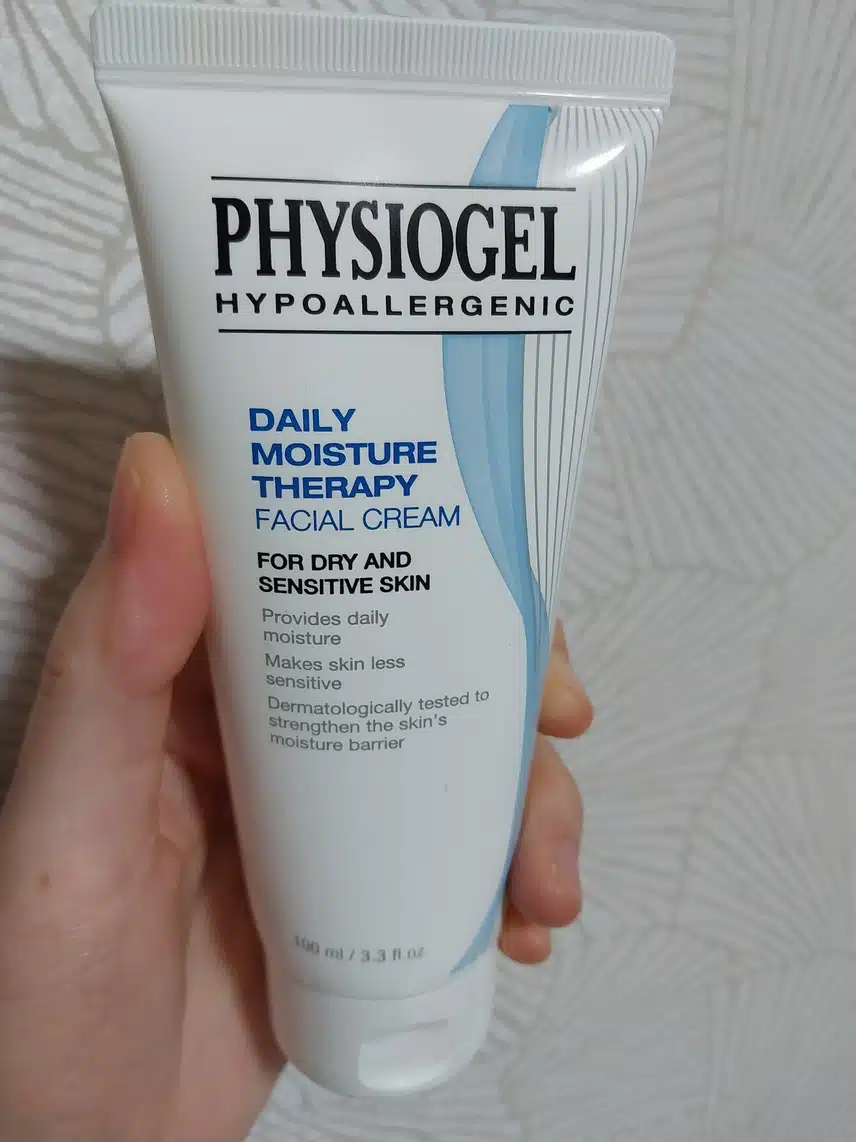 PHYSIOGEL
HYPOALLERGENIC
DAILY
MOISTURE
THERAPY
FACIAL CREAM
FOR DRY AND
SENSITIVE SKIN
Provides daily
moisture
Makes skin less
sensitive
Dermatologically tested to
strengthen the skin's
moisture barrier
100 ml / 3.3 fl oz